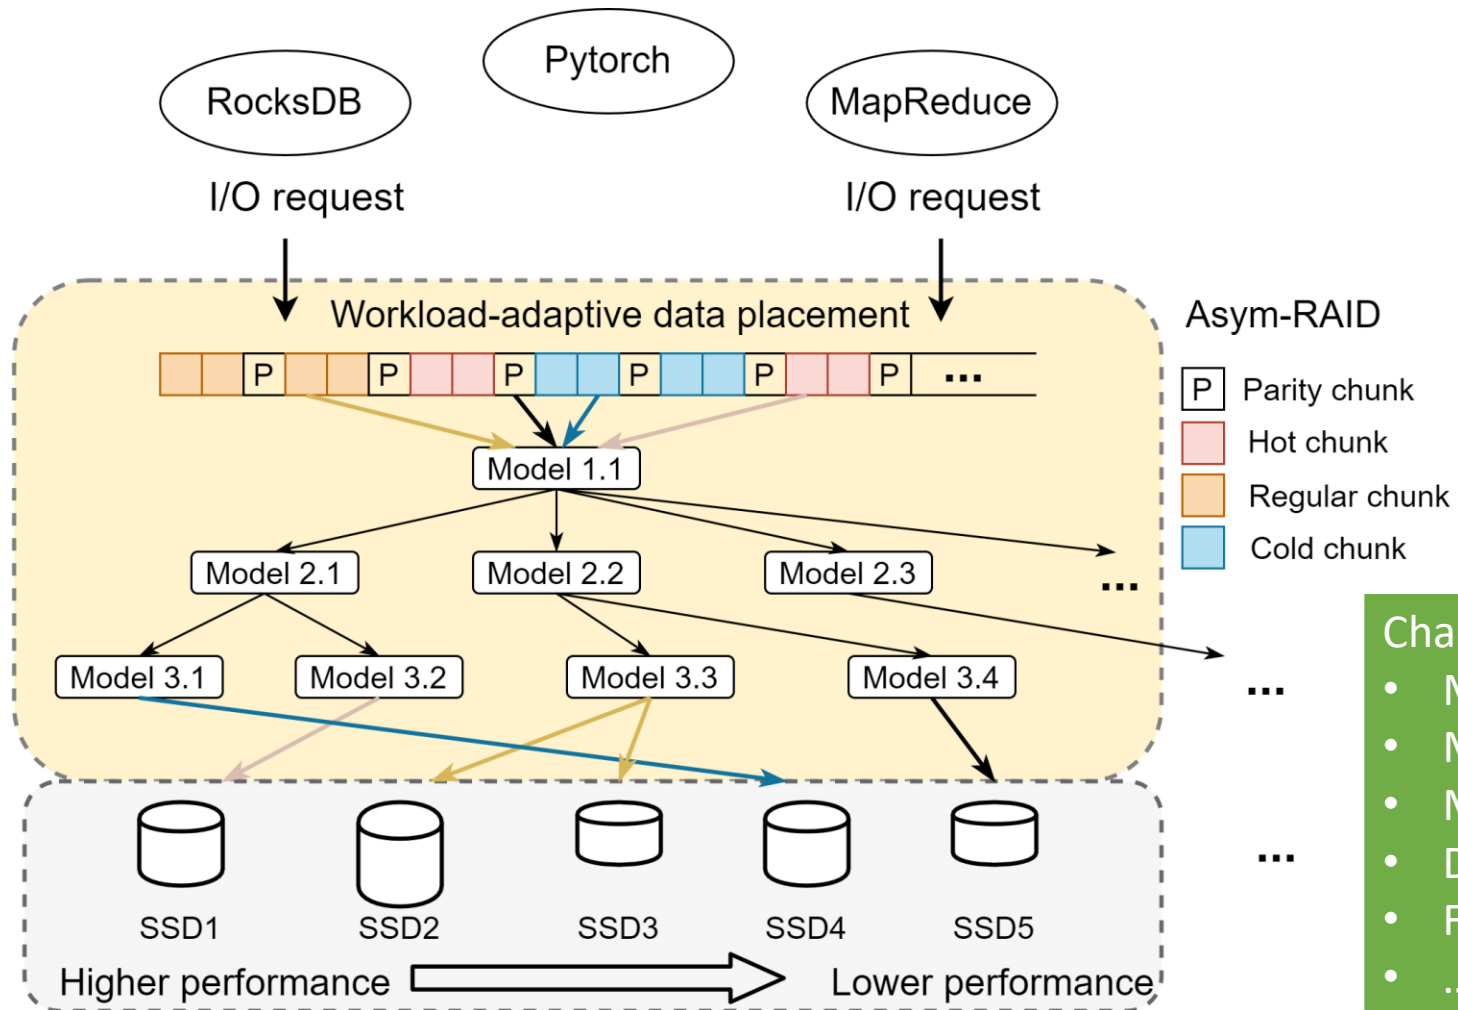 Pytorch
RocksDB
MapReduce
I/O request
I/O request
Workload-adaptive data placement
Asym-RAID
P P P P P P ...
P Parity chunk
Hot chunk
Regular chunk
Cold chunk
Model 1.1
Model 2.1
Model 2.2
Model 2.3
...
Model 3.1
Model 3.2
Model 3.3
Model 3.4
...
...
SSD1
SSD2
SSD3
SSD4
SSD5
Higher performance
Lower performance